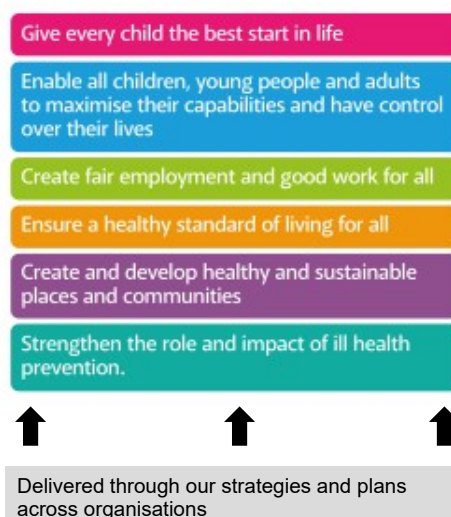 Give every child the best start in life
Enable all children, young people and adults
to maximise their capabilities and have control
over their lives
Create fair employment and good work for all
Ensure a healthy standard of living for all
Create and develop healthy and sustainable
places and communities
Strengthen the role and impact of ill health
prevention.
Delivered through our strategies and plans
across organisations